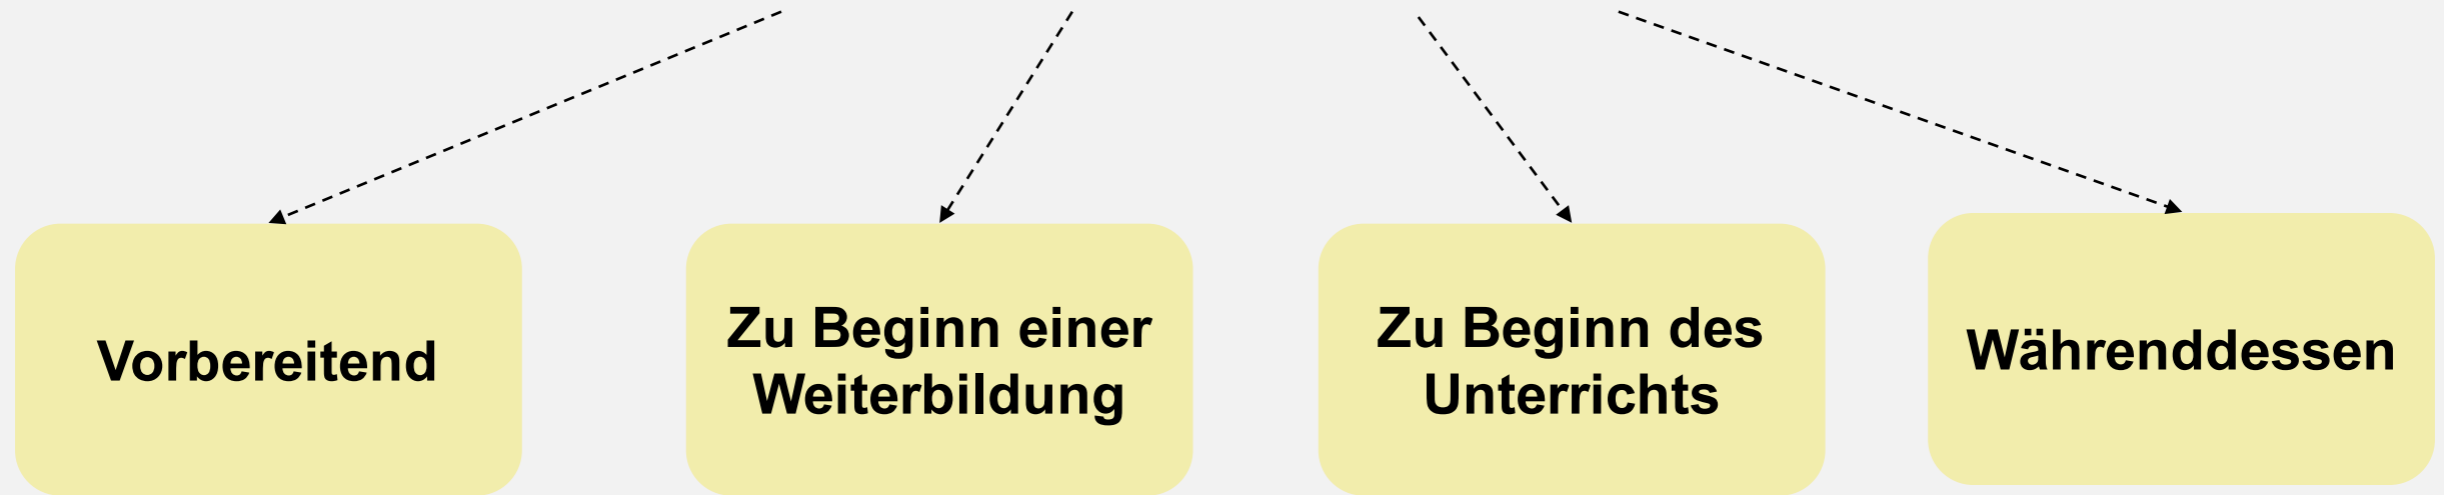 Vorbereitend
Zu Beginn einer
Weiterbildung
Zu Beginn des
Unterrichts
Währenddessen